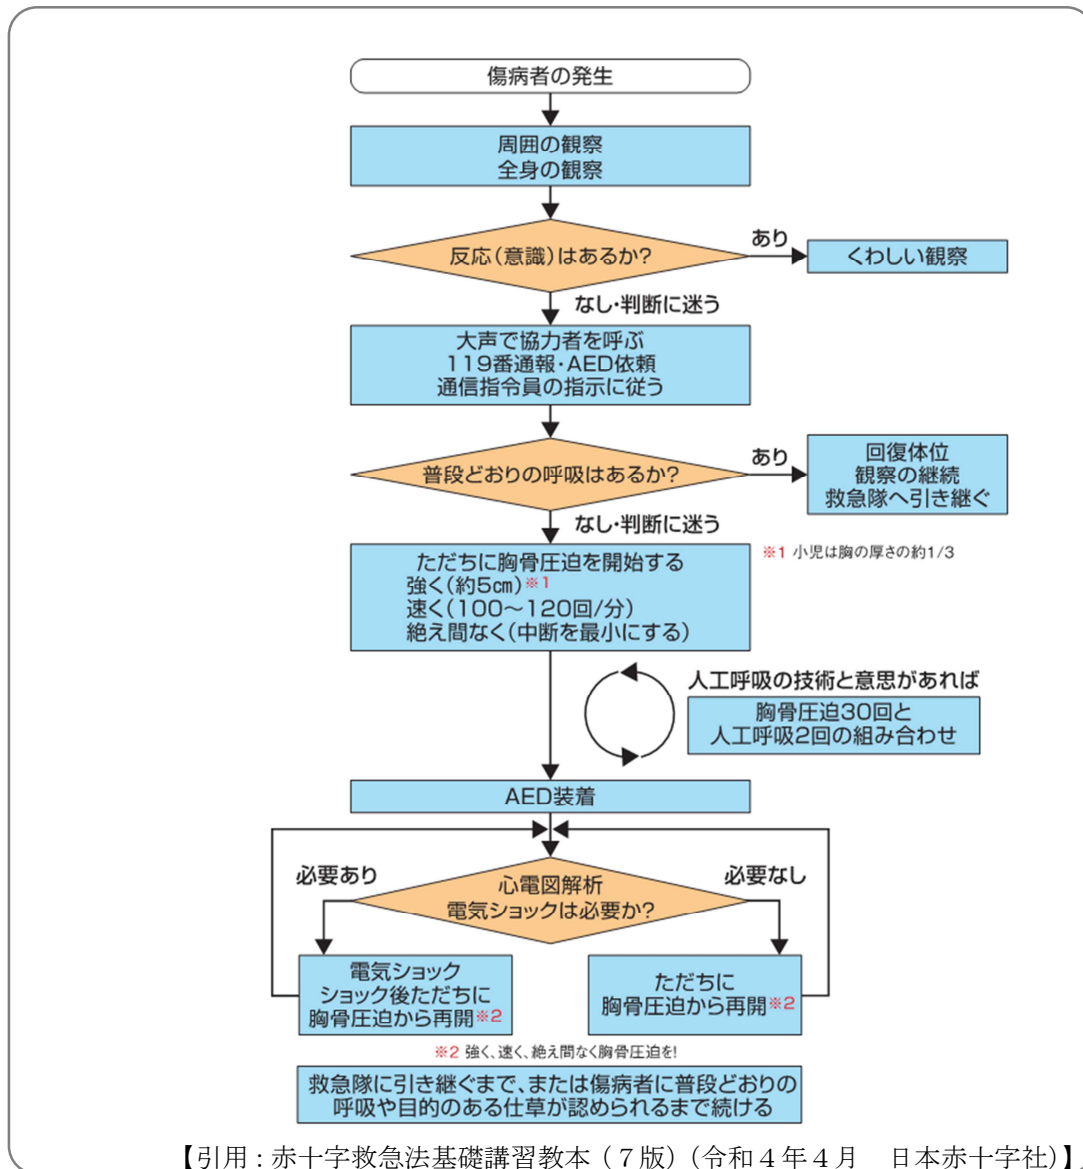 傷病者の発生
周囲の観察
全身の観察
反応(意識)はあるか?
あり
くわしい観察
なし・判断に迷う
大声で協力者を呼ぶ
119番通報・AED依頼
通信指令員の指示に従う
普段どおりの呼吸はあるか?
あり
回復体位
観察の継続
救急隊へ引き継ぐ
なし・判断に迷う
※1 小児は胸の厚さの約1/3
ただちに胸骨圧迫を開始する
強く(約5㎝)※1
速く(100〜120回/分)
絶え間なく(中断を最小にする)
人工呼吸の技術と意思があれば
胸骨圧迫30回と
人工呼吸2回の組み合わせ
AED装着
心電図解析
電気ショックは必要か?
必要あり
必要なし
電気ショック
ショック後ただちに
胸骨圧迫から再開※2
ただちに
胸骨圧迫から再開※2
※2 強く、速く、絶え間なく胸骨圧迫を!
救急隊に引き継ぐまで、または傷病者に普段どおりの
呼吸や目的のある仕草が認められるまで続ける
【引用:赤十字救急法基礎講習教本(7版)(令和4年4月　日本赤十字社)】